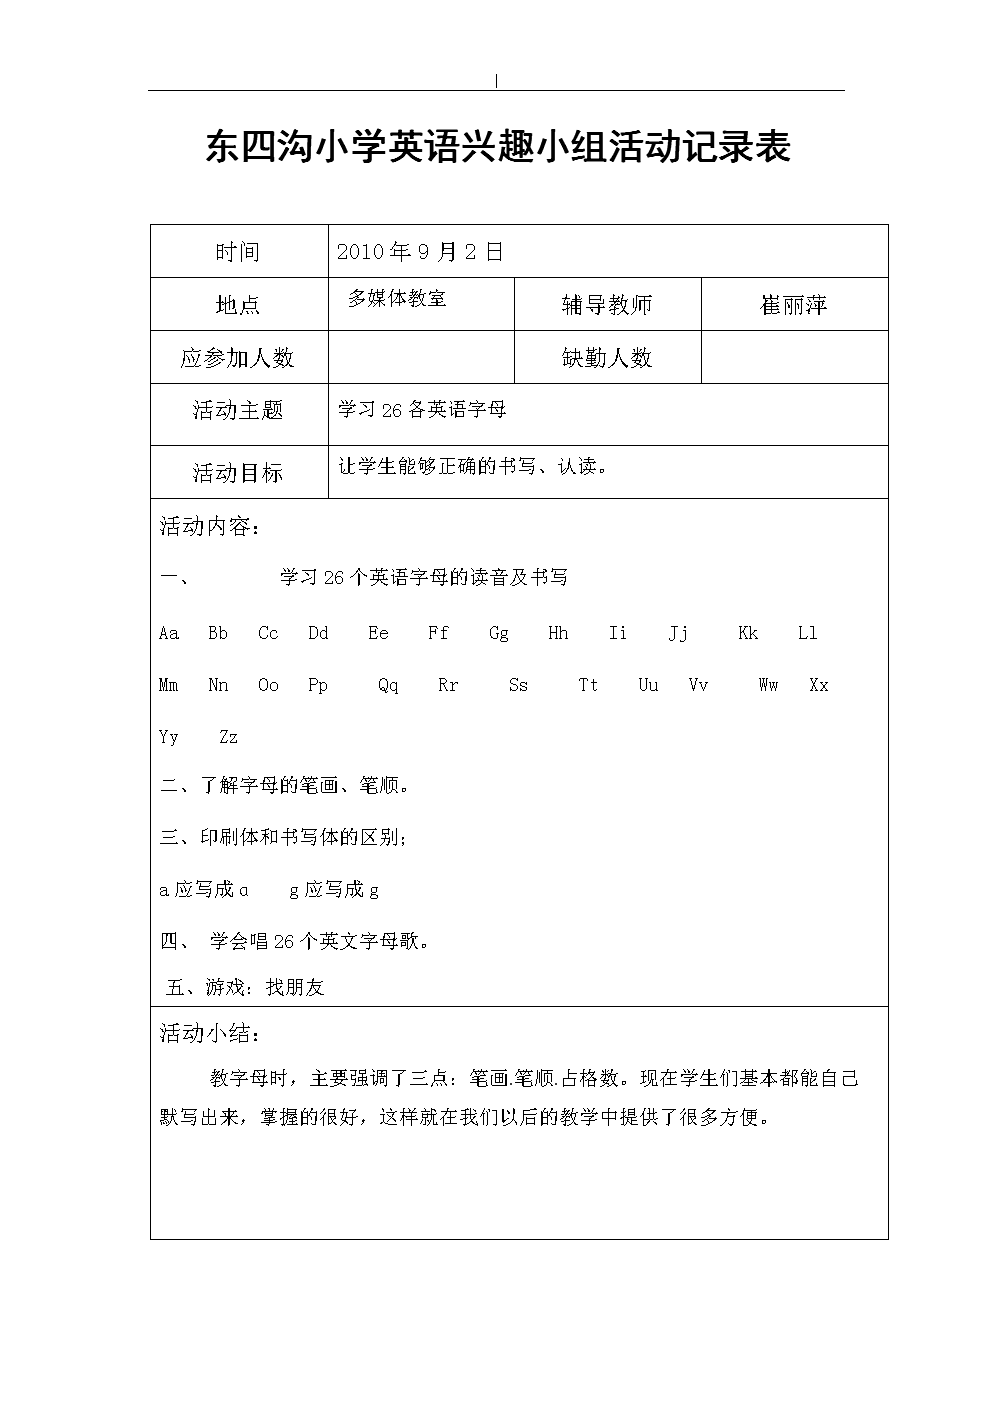 东四沟小学英语兴趣小组活动记录表
时间 2010年9月2日
地点 多媒体教室 辅导教师 崔丽萍
应参加人数 缺勤人数
活动主题 学习26各英语字母
活动目标 让学生能够正确的书写、认读。
活动内容：
一、 学习26个英语字母的读音及书写
Aa Bb Cc Dd Ee Ff Gg Hh Ii Jj Kk Ll
Mm Nn Oo Pp Qq Rr Ss Tt Uu Vv Ww Xx
Yy Zz
二、了解字母的笔画、笔顺。
三、印刷体和书写体的区别；
a应写成ɑ g应写成g
四、 学会唱26个英文字母歌。
五、游戏：找朋友
活动小结：
教字母时，主要强调了三点：笔画.笔顺.占格数。现在学生们基本都能自己
默写出来，掌握的很好，这样就在我们以后的教学中提供了很多方便。